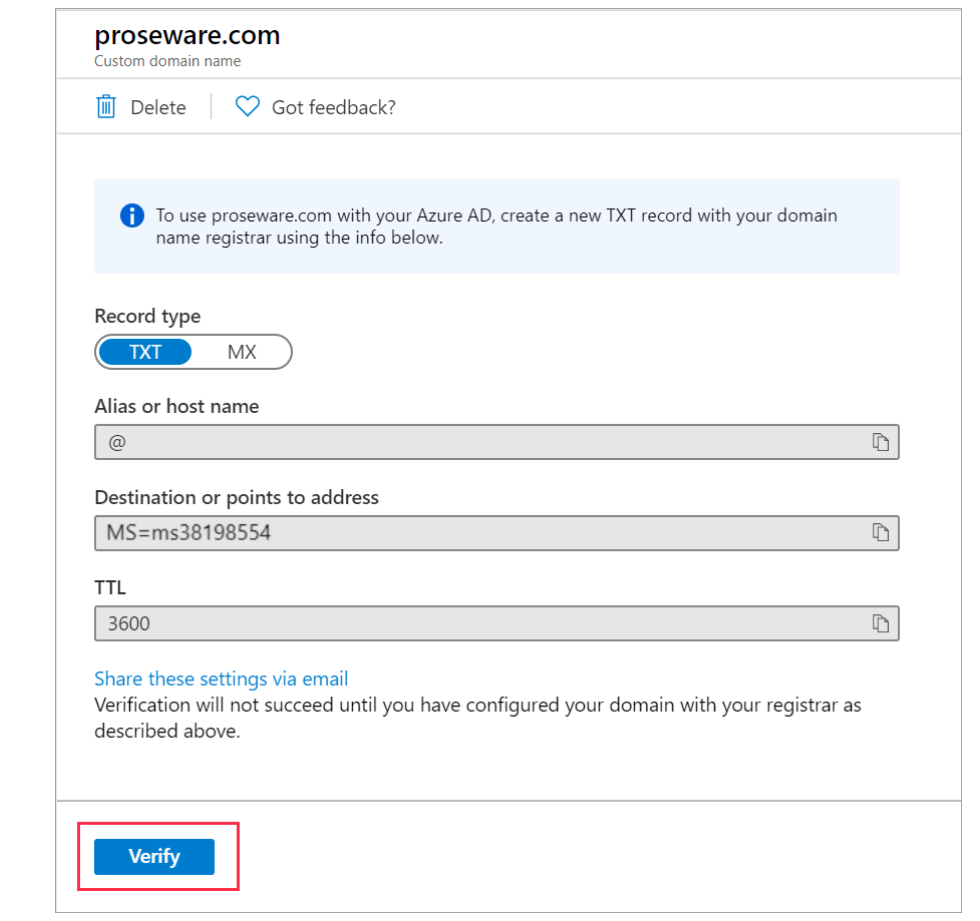 proseware.com
Custom domain name
Delete
Got feedback?
To use proseware.com with your Azure AD, create a new TXT record with your domain
name registrar using the info below.
Record type
TXT MX
Alias or host name
@
Destination or points to address
MS=ms38198554
TTL
3600
Share these settings via email
Verification will not succeed until you have configured your domain with your registrar as
described above.
Verify